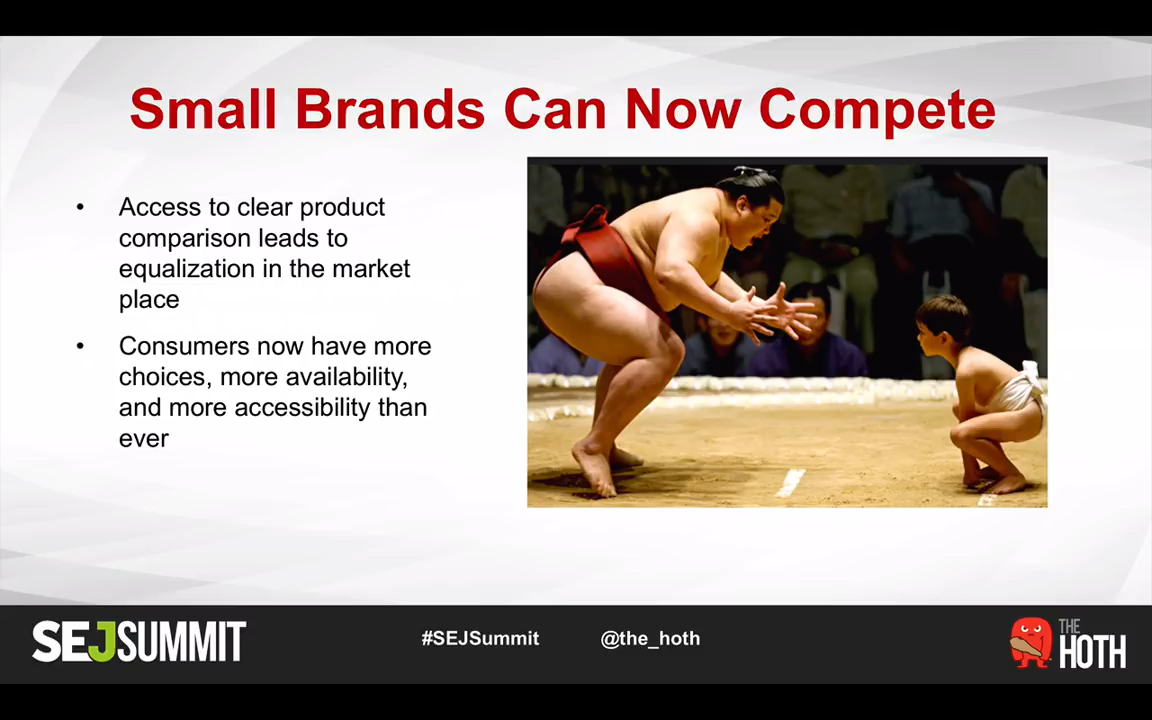 Small Brands Can Now Compete
• Access to clear product
comparison leads to
equalization in the market
place
• Consumers now have more
choices, more availability,
and more accessibility than
ever
SEJSUMMIT
#SEJSummit
@the_hoth
THE
HOTH